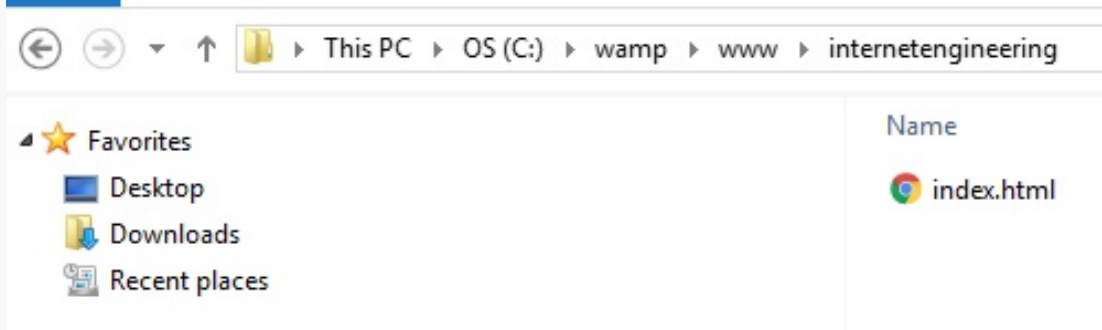 This PC OS (C:) wamp www internetengineering
Favorites
Desktop
Downloads
Recent places
Name
index.html